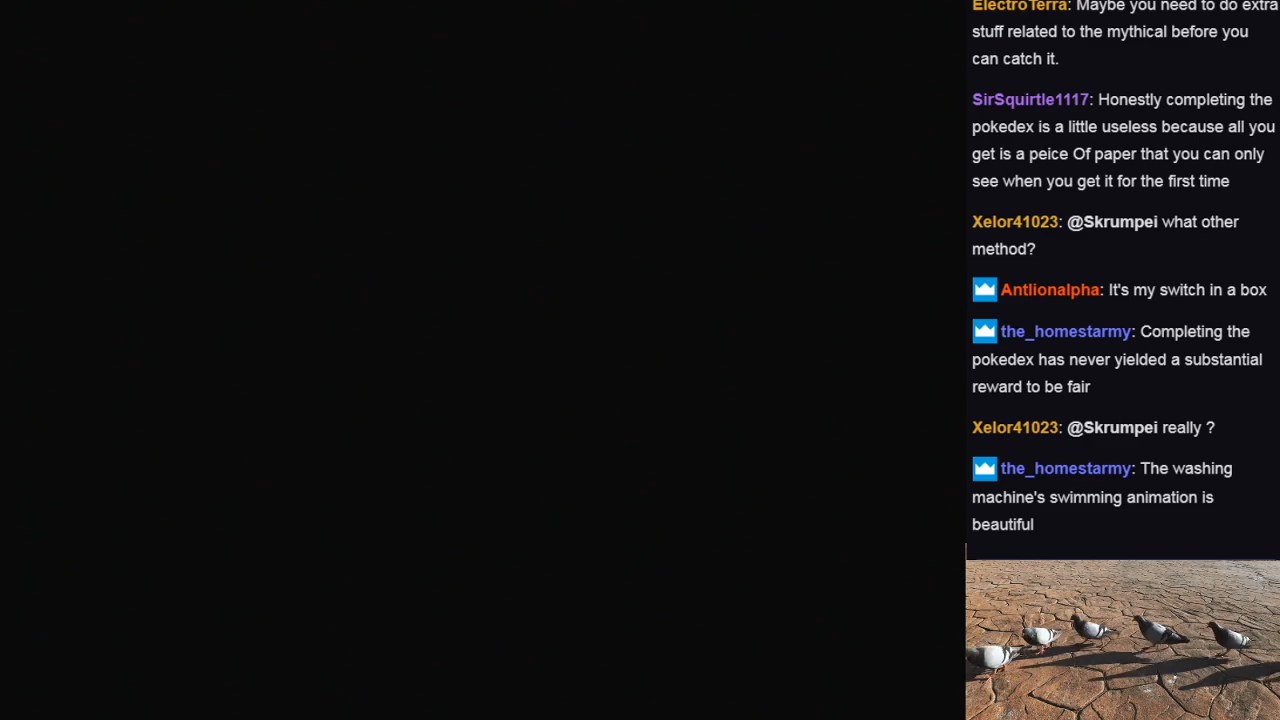 ElectroTerra: Maybe you need to do extra
stuff related to the mythical before you
can catch it.
SirSquirtle1117: Honestly completing the
pokedex is a little useless because all you
get is a peice Of paper that you can only
see when you get it for the first time
Xelor41023: @Skrumpei what other
method?
Antlionalpha: It's my switch in a box
the_homestarmy: Completing the
pokedex has never yielded a substantial
reward to be fair
Xelor41023: @Skrumpei really ?
the_homestarmy: The washing
machine's swimming animation is
beautiful